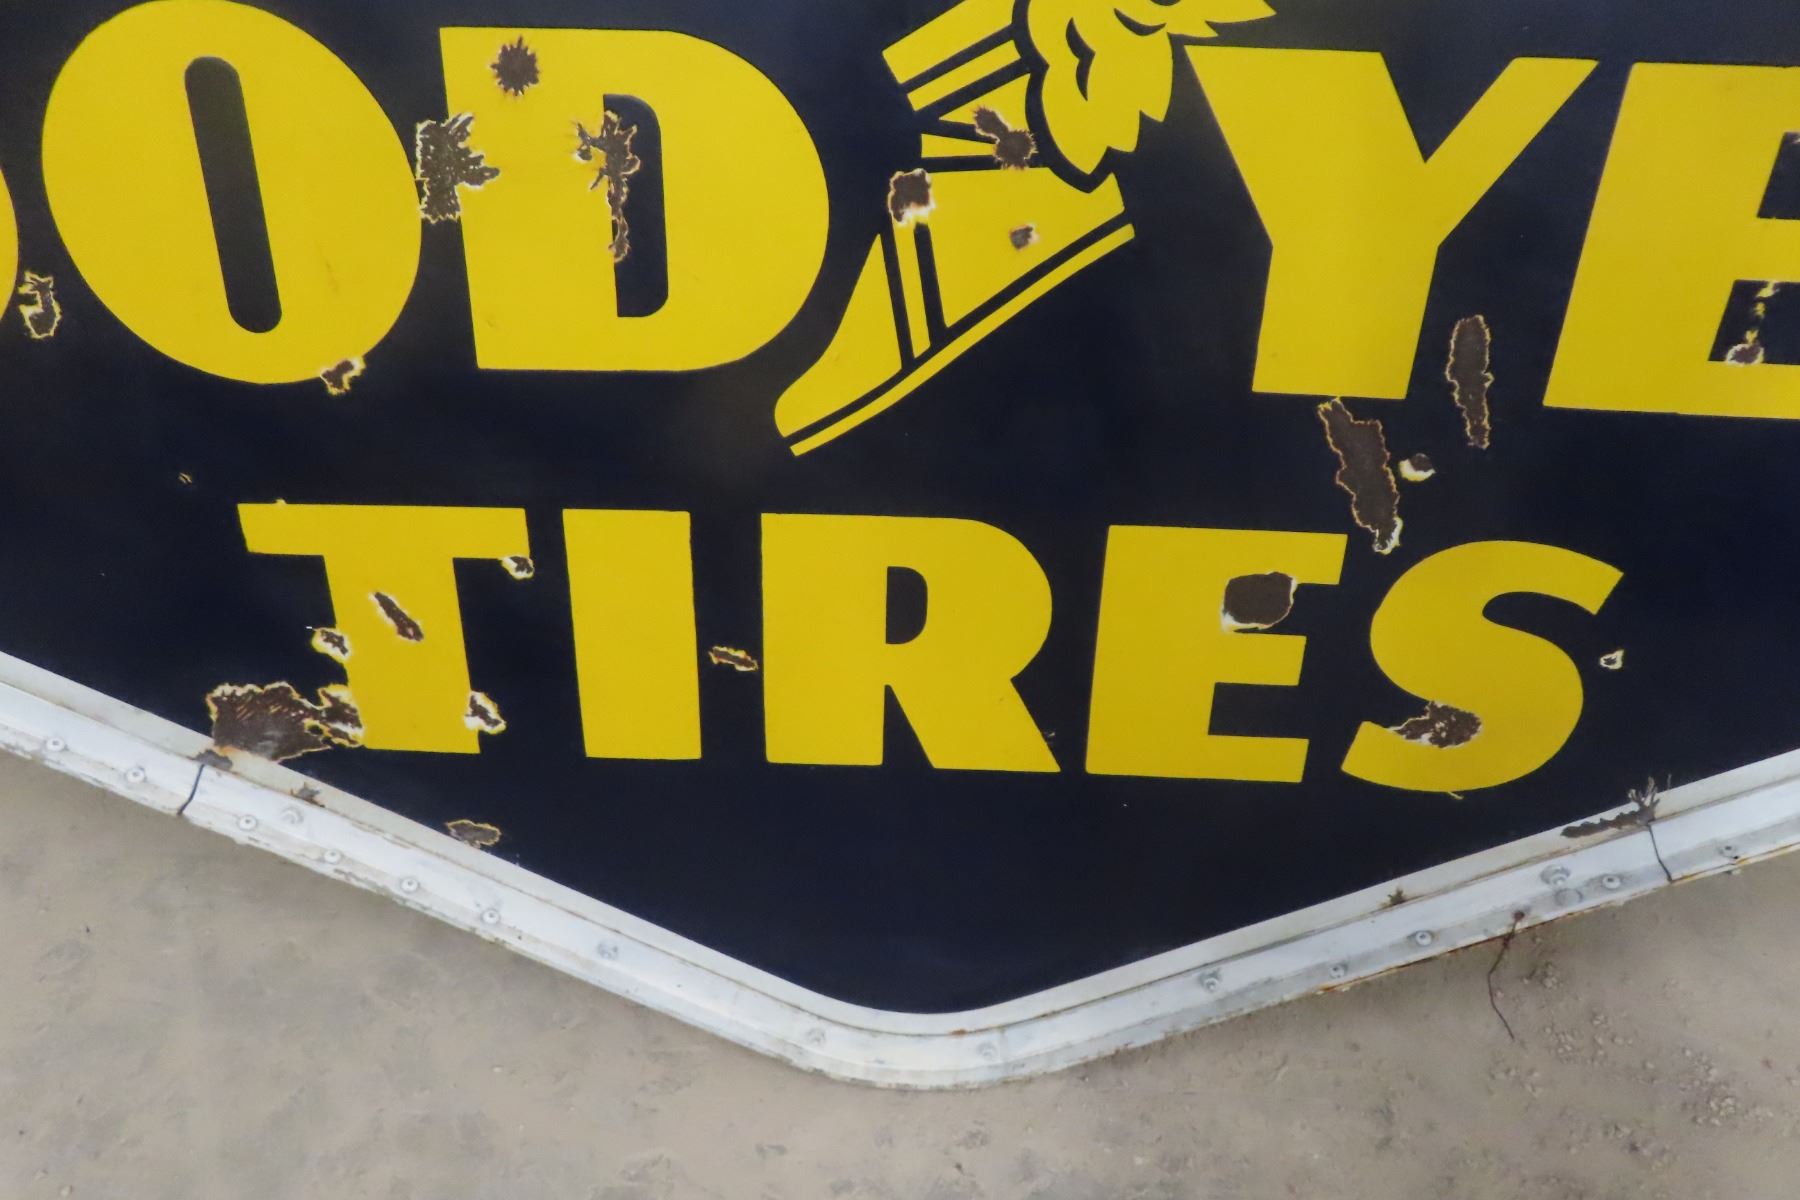 OOD YE
TIRES